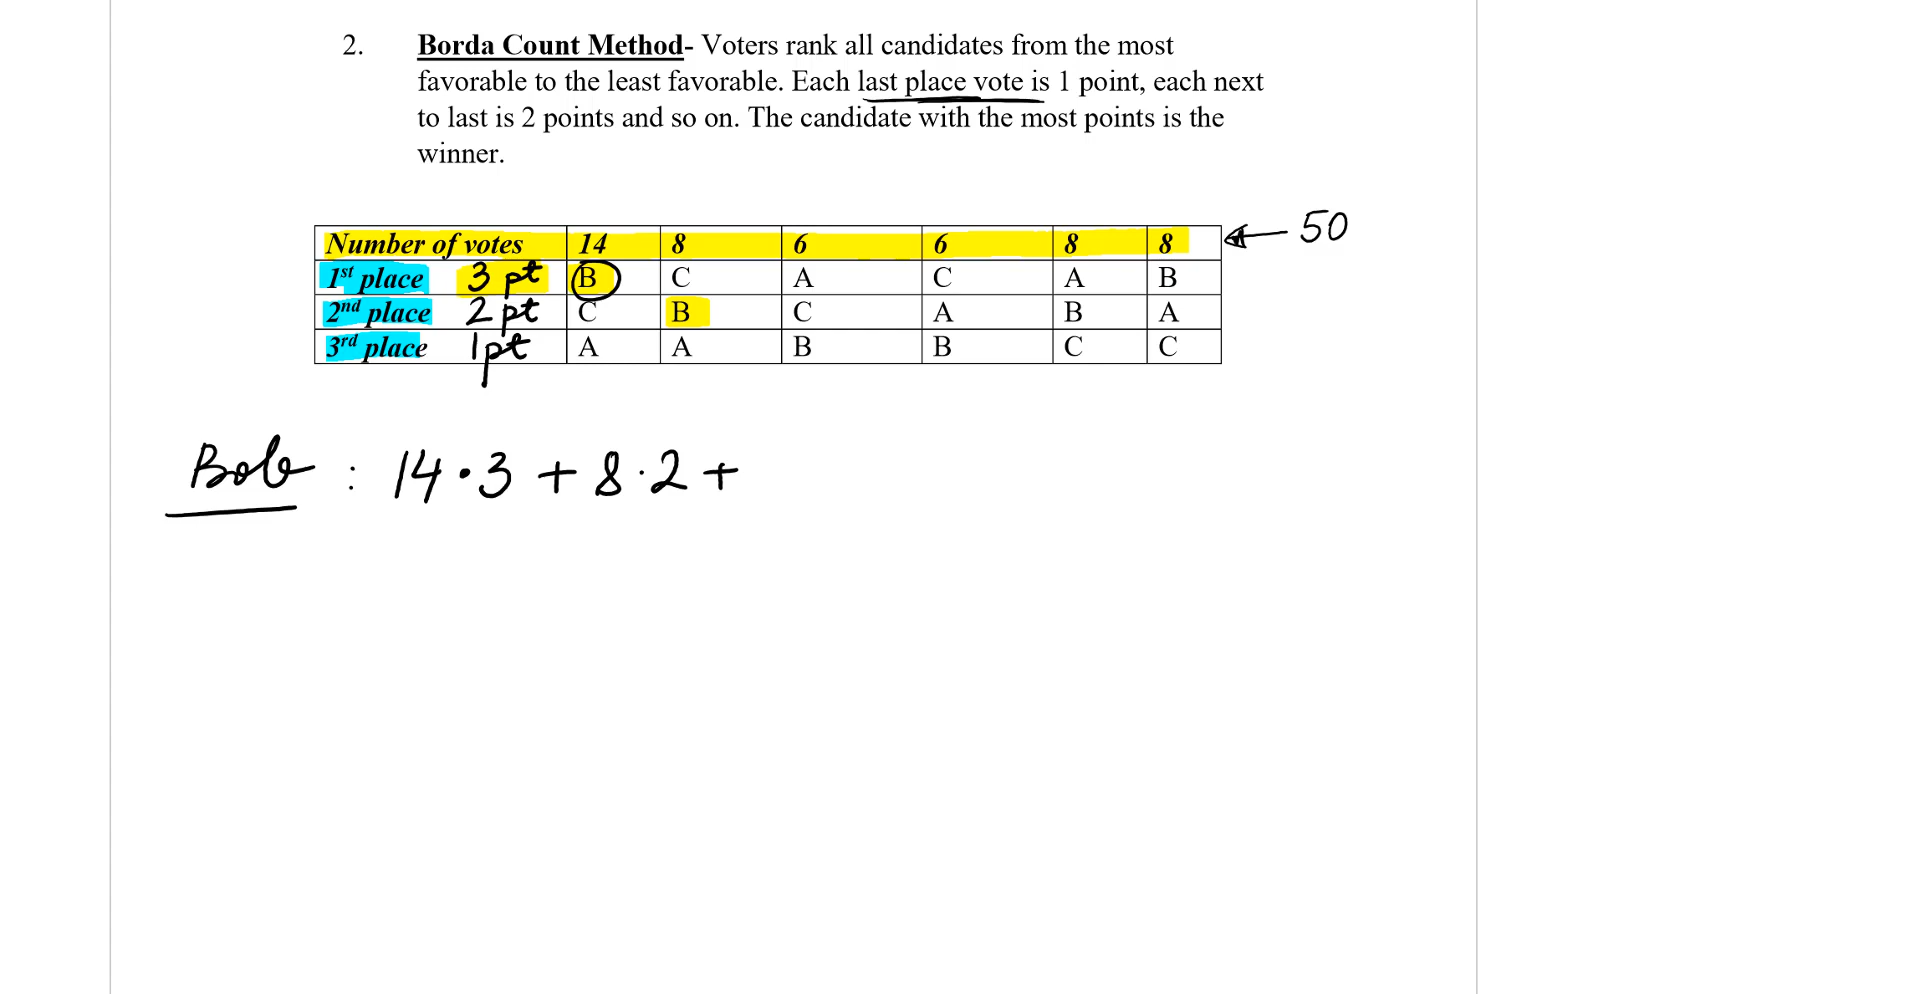 2. Borda Count Method- Voters rank all candidates from the most
favorable to the least favorable. Each last place vote is 1 point, each next
to last is 2 points and so on. The candidate with the most points is the
winner.
Number of votes 14 8 6 6 8 8 ← 50
1st place 3 pt B C A C A B
2nd place 2 pt C B C A B A
3rd place 1pt A A B B C C
Bob : 14·3 + 8·2 +